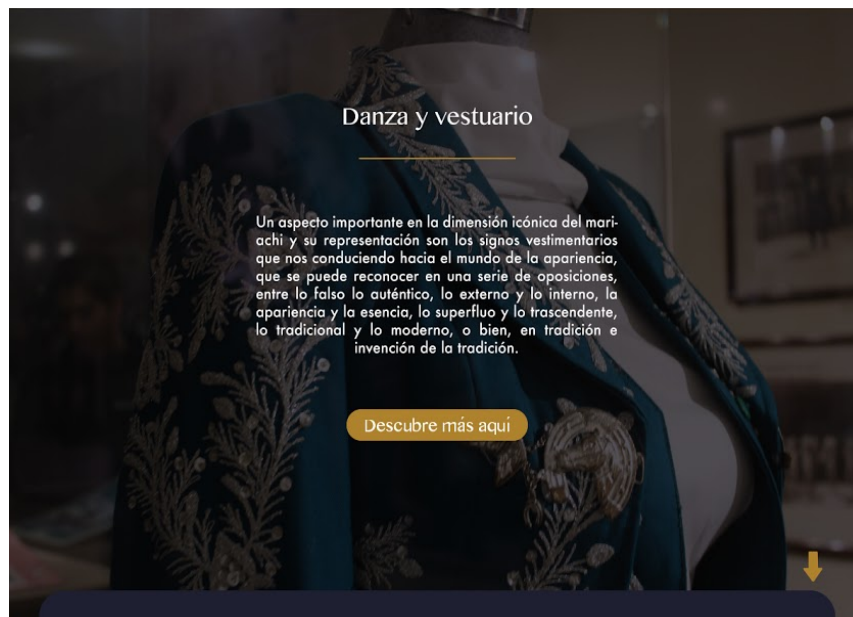 Danza y vestuario
Un aspecto importante en la dimensión icónica del mari-
achi y su representación son los signos vestimentarios
que nos conduciendo hacia el mundo de la apariencia,
que se puede reconocer en una serie de oposiciones,
entre lo falso lo auténtico, lo externo y lo interno, la
apariencia y la esencia, lo superfluo y lo trascendente,
lo tradicional y lo moderno, o bien, en tradición e
invención de la tradición.
Descubre más aquí